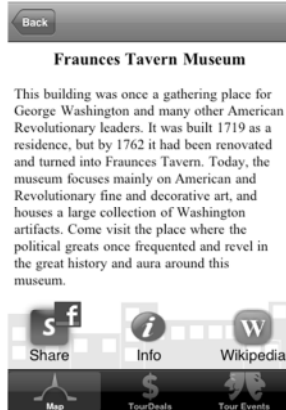 Back
Fraunces Tavern Museum
This building was once a gathering place for
George Washington and many other American
Revolutionary leaders. It was built 1719 as a
residence, but by 1762 it had been renovated
and turned into Fraunces Tavern. Today, the
museum focuses mainly on American and
Revolutionary fine and decorative art, and
houses a large collection of Washington
artifacts. Come visit the place where the
political greats once frequented and revel in
the great history and aura around this
museum.
S f i W
Share Info Wikipedia
$
Map TourDeals Tour Events